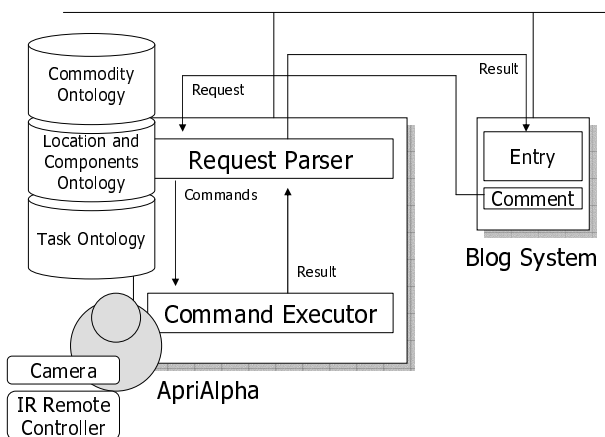 Commodity
Ontology
Location and
Components
Ontology
Task Ontology
Request
Result
Request Parser
Commands
Result
Command Executor
Entry
Comment
Blog System
Camera
IR Remote
Controller
ApriAlpha